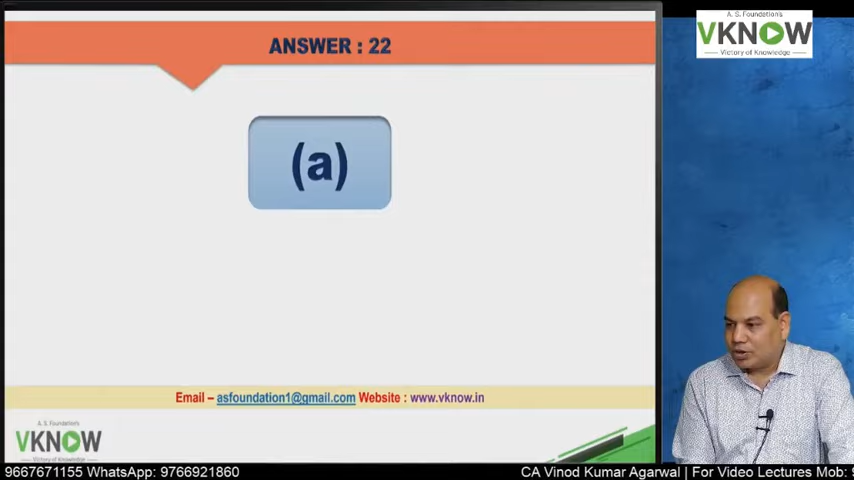 ANSWER : 22
A. S. Foundation's
VKNOW
Victory of Knowledge
(a)
Email – asfoundation1@gmail.com Website : www.vknow.in
A. S. Foundation's
VKNOW
Victory of Knowledge
9667671155 WhatsApp: 9766921860
CA Vinod Kumar Agarwal | For Video Lectures Mob: 9